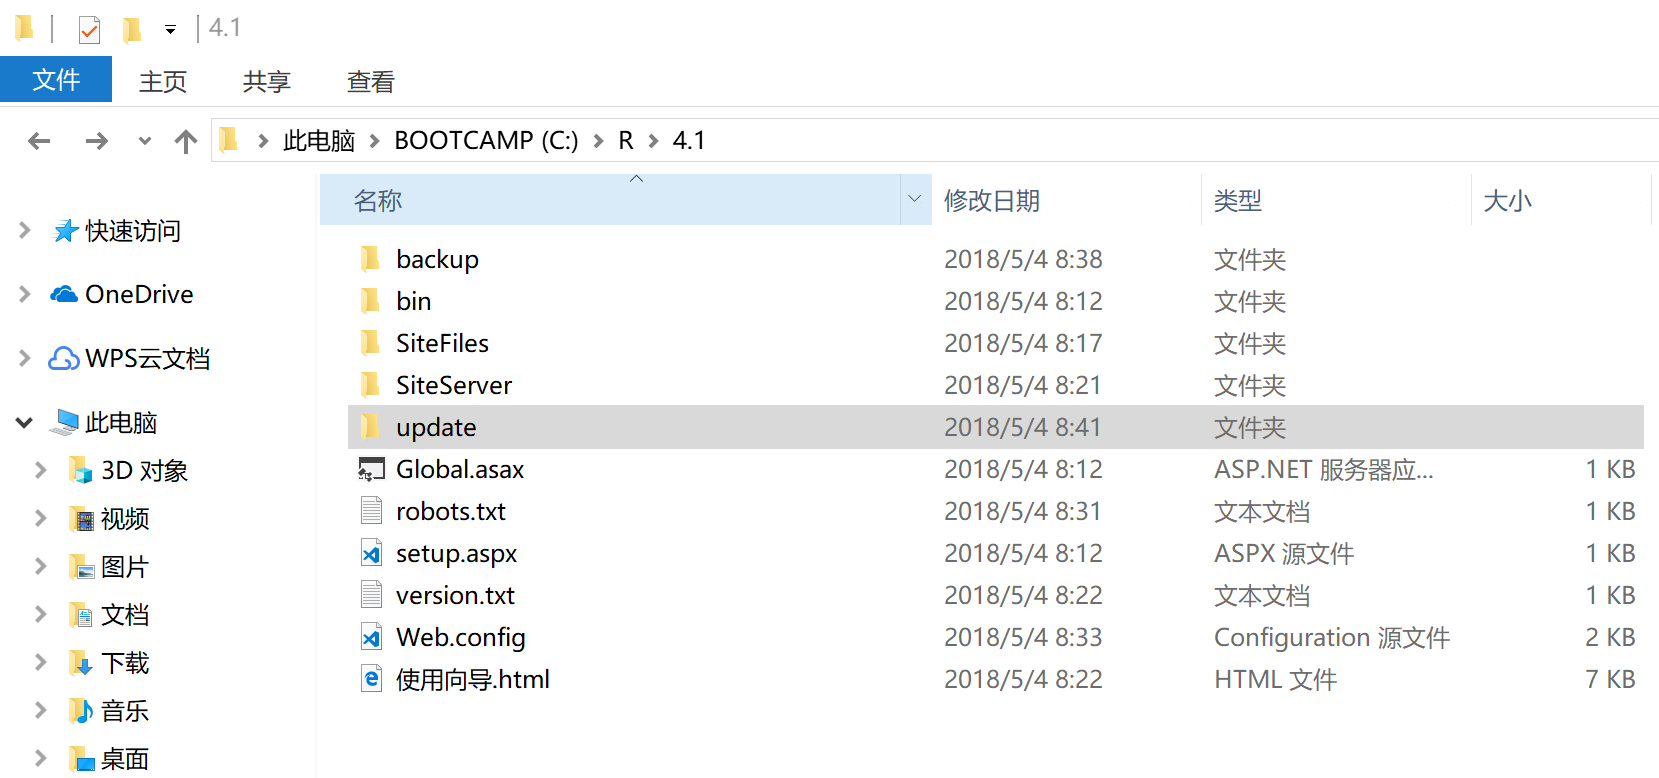 4.1
文件 主页 共享 查看
此电脑 BOOTCAMP (C:) R 4.1
名称 修改日期 类型 大小
快速访问
OneDrive
WPS云文档
此电脑
3D 对象
视频
图片
文档
下载
音乐
桌面
backup 2018/5/4 8:38 文件夹
bin 2018/5/4 8:12 文件夹
SiteFiles 2018/5/4 8:17 文件夹
SiteServer 2018/5/4 8:21 文件夹
update 2018/5/4 8:41 文件夹
Global.asax 2018/5/4 8:12 ASP.NET 服务器应... 1 KB
robots.txt 2018/5/4 8:31 文本文档 1 KB
setup.aspx 2018/5/4 8:12 ASPX 源文件 1 KB
version.txt 2018/5/4 8:22 文本文档 1 KB
Web.config 2018/5/4 8:33 Configuration 源文件 2 KB
使用向导.html 2018/5/4 8:22 HTML 文件 7 KB